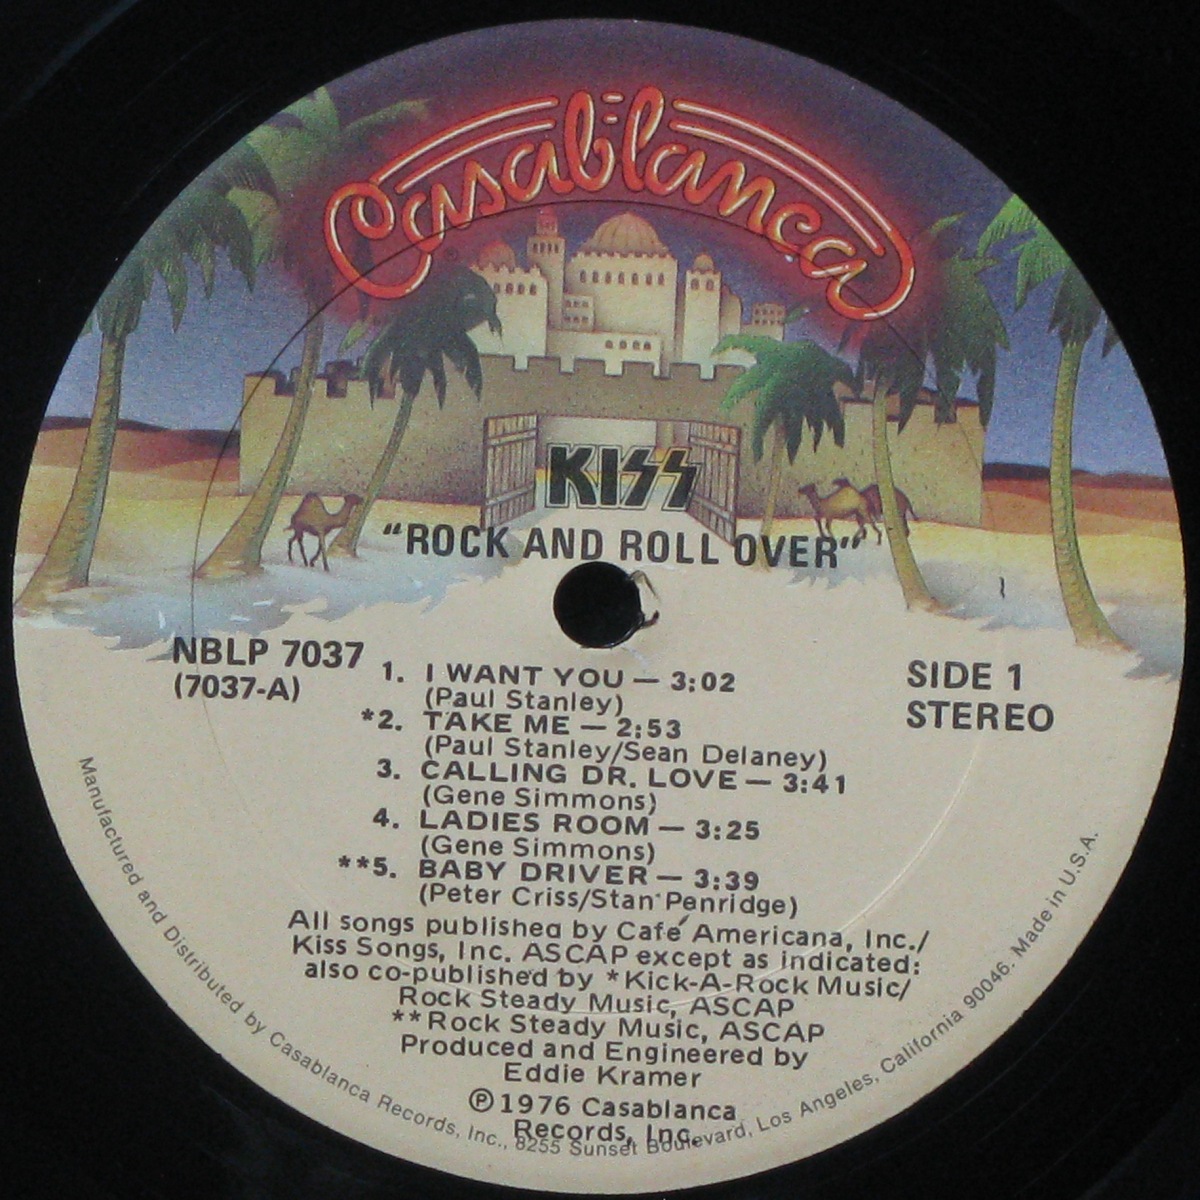 Casablanca
KISS
"ROCK AND ROLL OVER"
NBLP 7037
(7037-A)
SIDE 1
STEREO
1. I WANT YOU — 3:02
(Paul Stanley)
*2. TAKE ME — 2:53
(Paul Stanley/Sean Delaney)
3. CALLING DR. LOVE — 3:41
(Gene Simmons)
4. LADIES ROOM — 3:25
(Gene Simmons)
**5. BABY DRIVER — 3:39
(Peter Criss/Stan Penridge)
All songs published by Café Americana, Inc./
Kiss Songs, Inc. ASCAP except as indicated:
also co-published by *Kick-A-Rock Music/
Rock Steady Music, ASCAP
**Rock Steady Music, ASCAP
Produced and Engineered by
Eddie Kramer
℗1976 Casablanca
Records, Inc.
Manufactured and Distributed by Casablanca Records, Inc., 8255 Sunset Boulevard, Los Angeles, California 90046. Made in U.S.A.